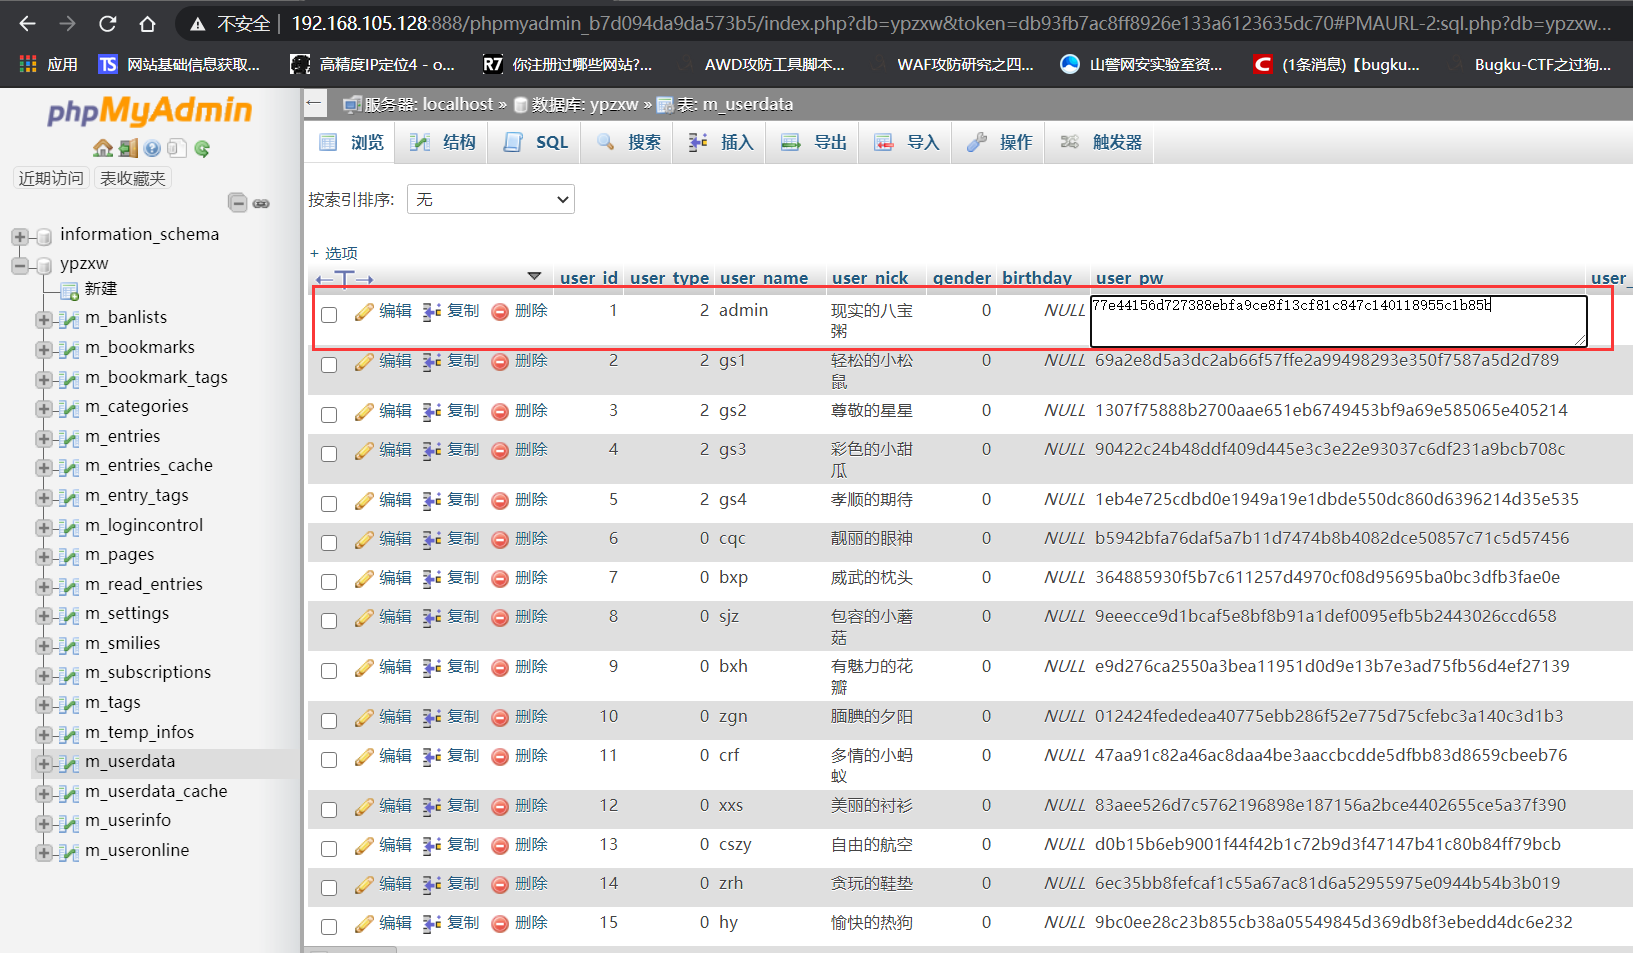 不安全 | 192.168.105.128:888/phpmyadmin_b7d094da9da573b5/index.php?db=ypzxw&token=db93fb7ac8ff8926e133a6123635dc70#PMAURL-2:sql.php?db=ypzxw...
应用 TS 网站基础信息获取... 高精度IP定位4 - o... R7 你注册过哪些网站?... AWD攻防工具脚本... WAF攻防研究之四... 山警网安实验室资... C (1条消息)【bugku... Bugku-CTF之过狗...
phpMyAdmin
近期访问 表收藏夹
information_schema
ypzxw
新建
m_banlists
m_bookmarks
m_bookmark_tags
m_categories
m_entries
m_entries_cache
m_entry_tags
m_logincontrol
m_pages
m_read_entries
m_settings
m_smilies
m_subscriptions
m_tags
m_temp_infos
m_userdata
m_userdata_cache
m_userinfo
m_useronline
服务器: localhost » 数据库: ypzxw » 表: m_userdata
浏览 结构 SQL 搜索 插入 导出 导入 操作 触发器
按索引排序: 无
+ 选项
←T→ user_id user_type user_name user_nick gender birthday user_pw user_
编辑 复制 删除 1 2 admin 现实的八宝粥 0 NULL 77e44156d727388ebfa9ce8f13cf81c847c140118955c1b85b
编辑 复制 删除 2 2 gs1 轻松的小松鼠 0 NULL 69a2e8d5a3dc2ab66f57ffe2a99498293e350f7587a5d2d789
编辑 复制 删除 3 2 gs2 尊敬的星星 0 NULL 1307f75888b2700aae651eb6749453bf9a69e585065e405214
编辑 复制 删除 4 2 gs3 彩色的小甜瓜 0 NULL 90422c24b48ddf409d445e3c3e22e93037c6df231a9bcb708c
编辑 复制 删除 5 2 gs4 孝顺的期待 0 NULL 1eb4e725cdbd0e1949a19e1dbde550dc860d6396214d35e535
编辑 复制 删除 6 0 cqc 靓丽的眼神 0 NULL b5942bfa76daf5a7b11d7474b8b4082dce50857c71c5d57456
编辑 复制 删除 7 0 bxp 威武的枕头 0 NULL 364885930f5b7c611257d4970cf08d95695ba0bc3dfb3fae0e
编辑 复制 删除 8 0 sjz 包容的小蘑菇 0 NULL 9eeecce9d1bcaf5e8bf8b91a1def0095efb5b2443026ccd658
编辑 复制 删除 9 0 bxh 有魅力的花瓣 0 NULL e9d276ca2550a3bea11951d0d9e13b7e3ad75fb56d4ef27139
编辑 复制 删除 10 0 zgn 腼腆的夕阳 0 NULL 012424fededea40775ebb286f52e775d75cfebc3a140c3d1b3
编辑 复制 删除 11 0 crf 多情的小蚂蚁 0 NULL 47aa91c82a46ac8daa4be3aaccbcdde5dfbb83d8659cbeeb76
编辑 复制 删除 12 0 xxs 美丽的衬衫 0 NULL 83aee526d7c5762196898e187156a2bce4402655ce5a37f390
编辑 复制 删除 13 0 cszy 自由的航空 0 NULL d0b15b6eb9001f44f42b1c72b9d3f47147b41c80b84ff79bcb
编辑 复制 删除 14 0 zrh 贪玩的鞋垫 0 NULL 6ec35bb8fefcaf1c55a67ac81d6a52955975e0944b54b3b019
编辑 复制 删除 15 0 hy 愉快的热狗 0 NULL 9bc0ee28c23b855cb38a05549845d369db8f3ebedd4dc6e232